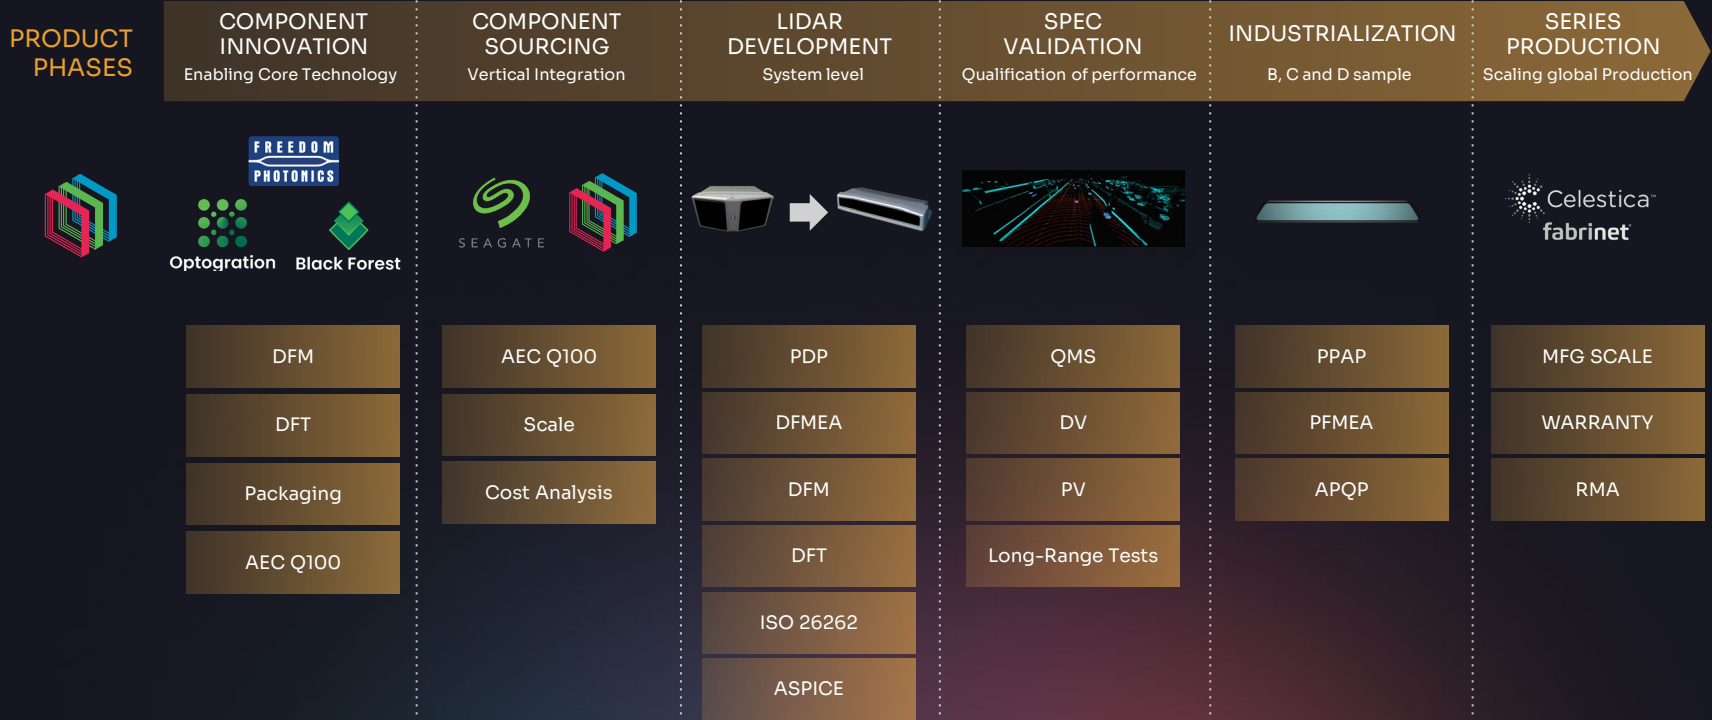 PRODUCT
PHASES
COMPONENT
INNOVATION
Enabling Core Technology
COMPONENT
SOURCING
Vertical Integration
LIDAR
DEVELOPMENT
System level
SPEC
VALIDATION
Qualification of performance
INDUSTRIALIZATION
B, C and D sample
SERIES
PRODUCTION
Scaling global Production
FREEDOM
PHOTONICS
Optogration
Black Forest
SEAGATE
Celestica™
fabrinet
DFM
DFT
Packaging
AEC Q100
AEC Q100
Scale
Cost Analysis
PDP
DFMEA
DFM
DFT
ISO 26262
ASPICE
QMS
DV
PV
Long-Range Tests
PPAP
PFMEA
APQP
MFG SCALE
WARRANTY
RMA